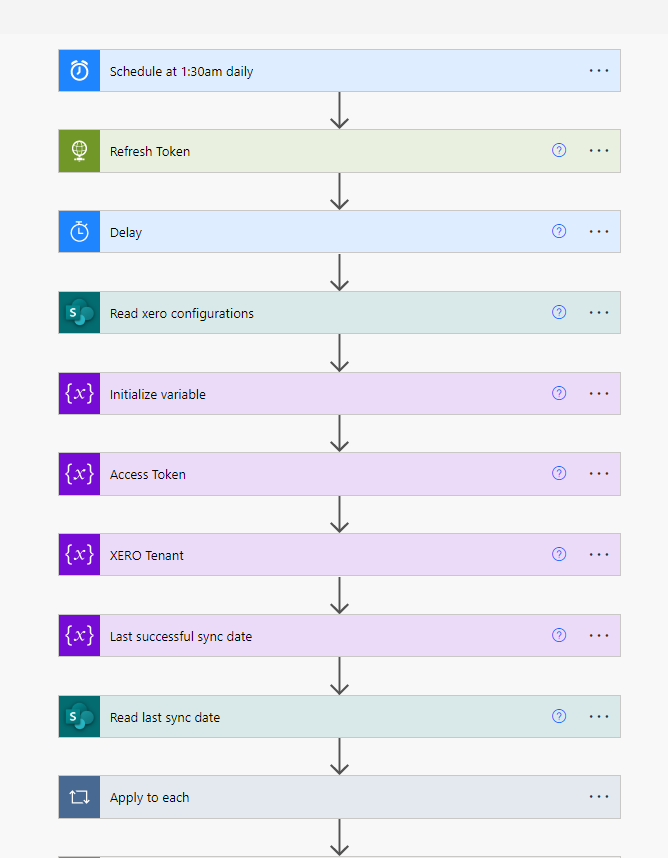 Schedule at 1:30am daily
Refresh Token
Delay
Read xero configurations
Initialize variable
Access Token
XERO Tenant
Last successful sync date
Read last sync date
Apply to each